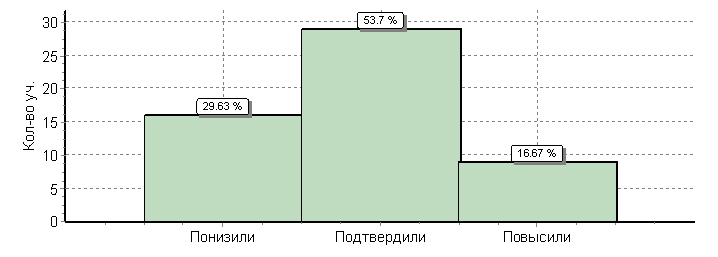 Кол-во уч.
30
25
20
15
10
5
0
29.63 %
53.7 %
16.67 %
Понизили
Подтвердили
Повысили